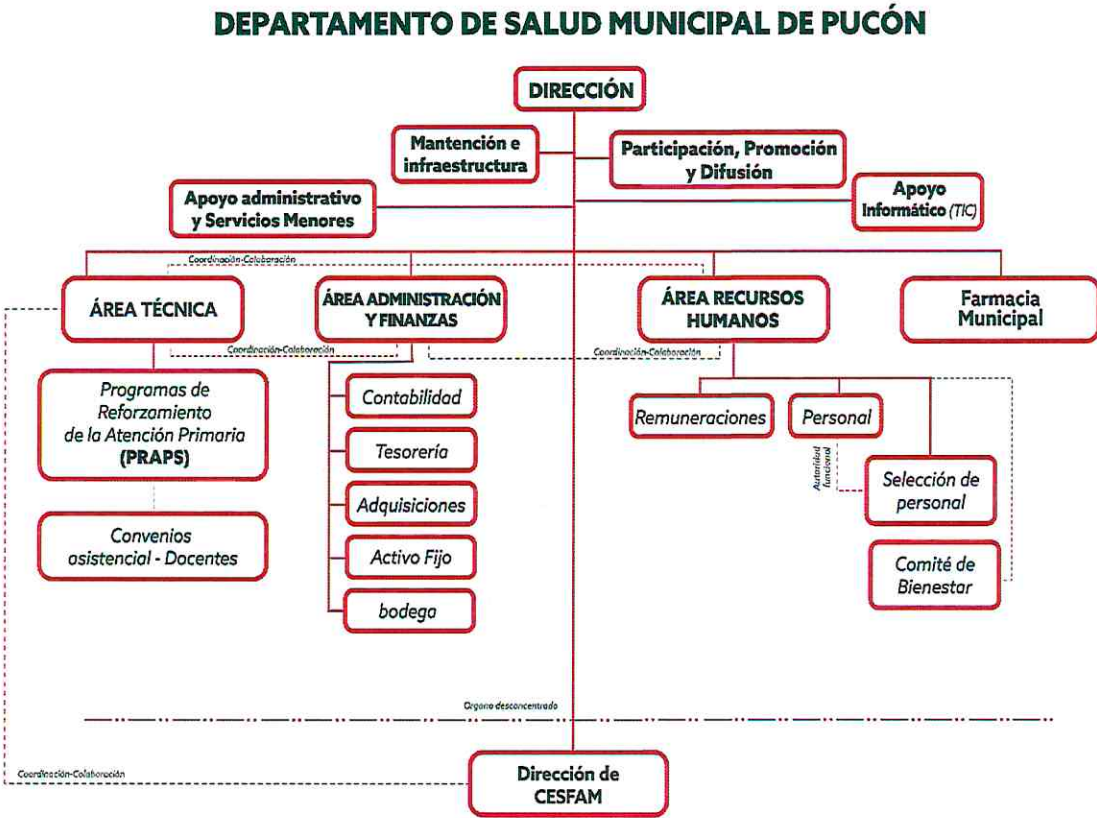 DEPARTAMENTO DE SALUD MUNICIPAL DE PUCÓN
DIRECCIÓN
Mantención e
infraestructura
Participación, Promoción
y Difusión
Apoyo administrativo
y Servicios Menores
Apoyo
Informático (TIC)
Coordinación-Colaboración
ÁREA TÉCNICA
ÁREA ADMINISTRACIÓN
Y FINANZAS
ÁREA RECURSOS
HUMANOS
Farmacia
Municipal
Coordinación-Colaboración
Coordinación-Colaboración
Programas de
Reforzamiento
de la Atención Primaria
(PRAPS)
Contabilidad
Tesorería
Adquisiciones
Activo Fijo
bodega
Remuneraciones
Personal
Autoridad
funcional
Selección de
personal
Convenios
asistencial - Docentes
Comité de
Bienestar
Organo desconcentrado
Coordinación-Colaboración
Dirección de
CESFAM